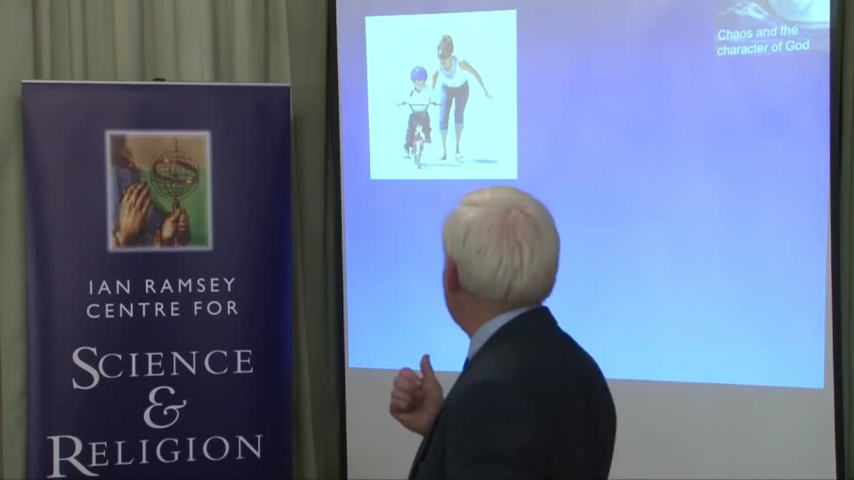 IAN RAMSEY
CENTRE FOR
SCIENCE
&
RELIGION
Chaos and the
character of God